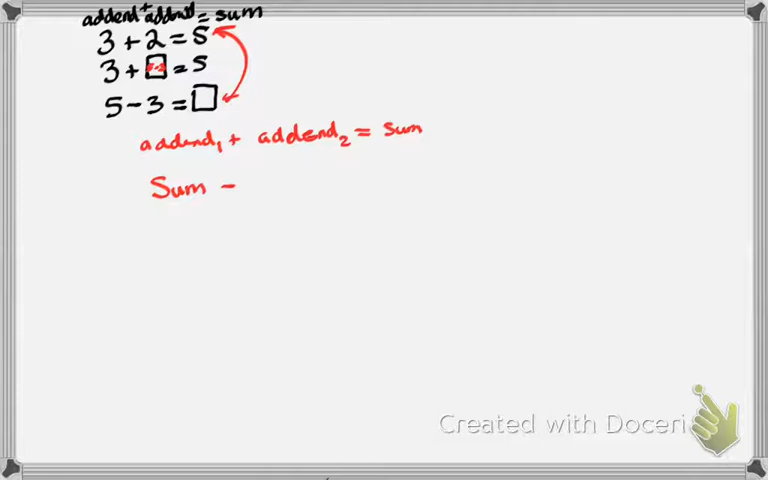 addend + addend = sum
3 + 2 = 5
3 + □ = 5
5 - 3 = □
addend₁ + addend₂ = sum
Sum -
Created with Doceri